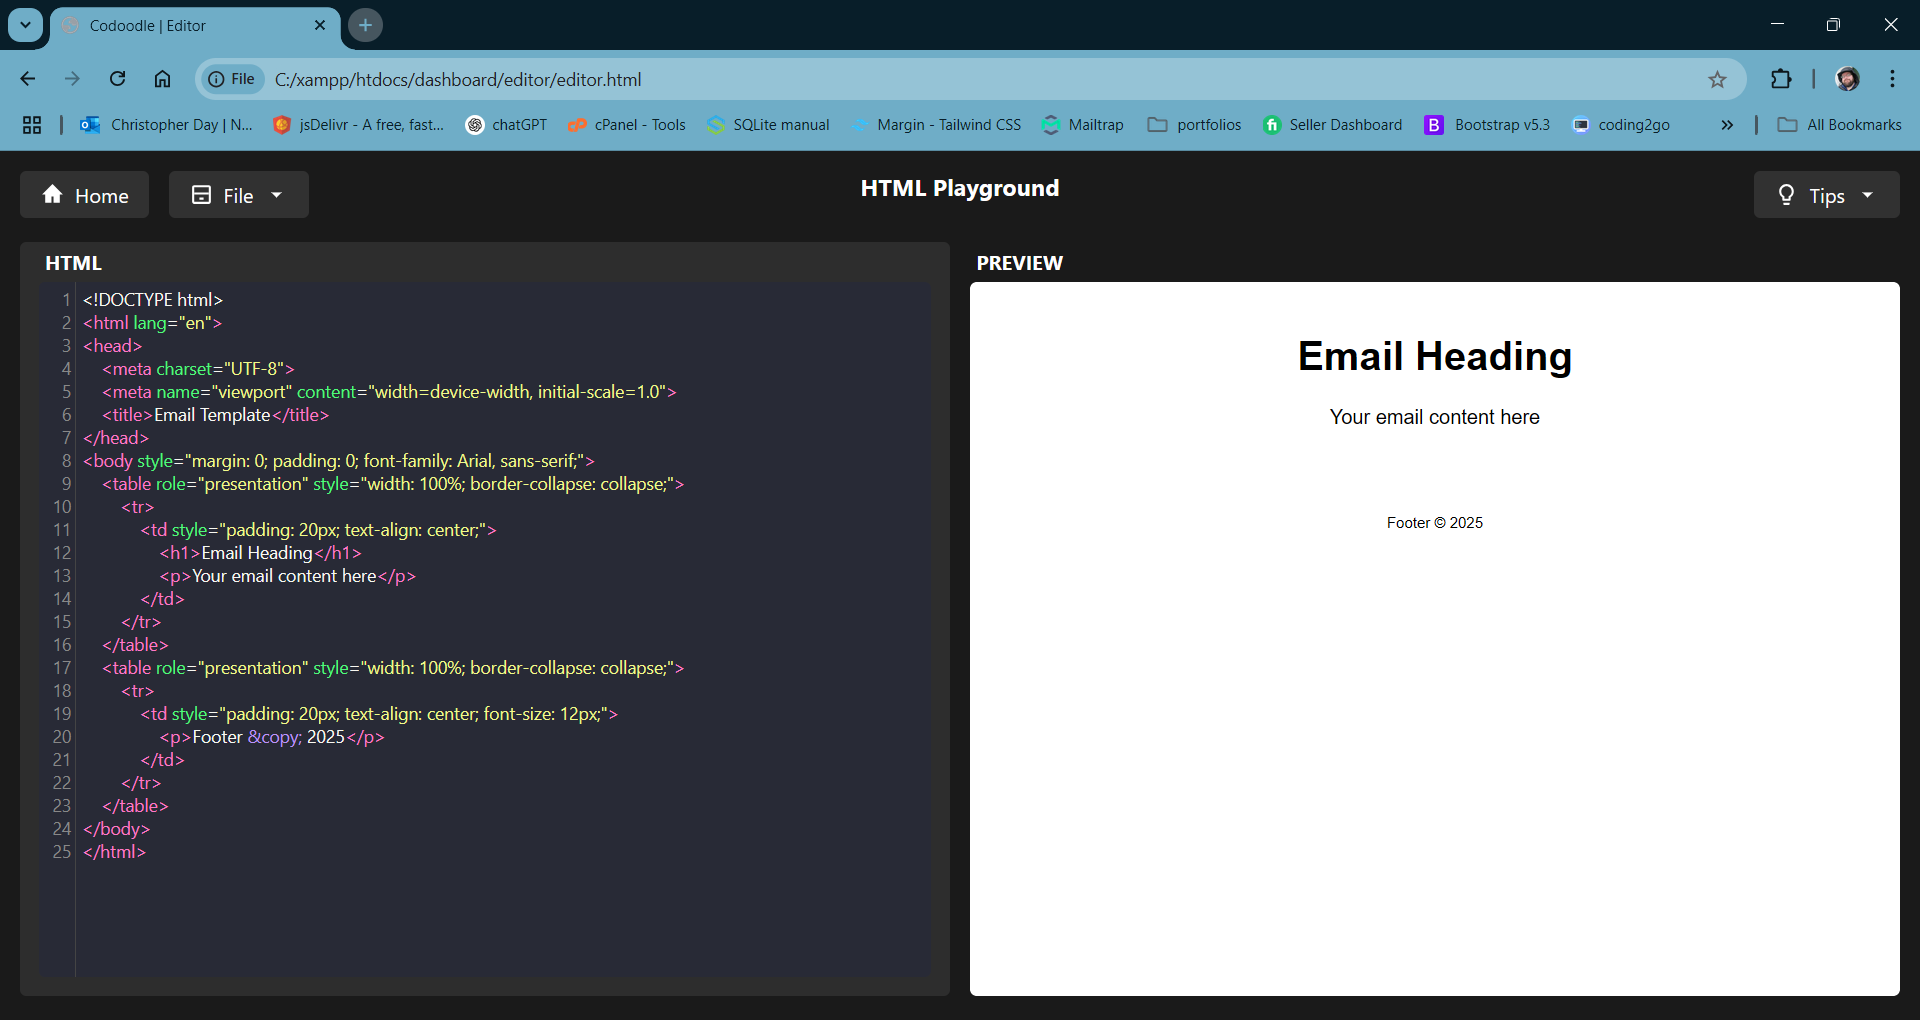 Codoodle | Editor
File
C:/xampp/htdocs/dashboard/editor/editor.html
Christopher Day | N...
jsDelivr - A free, fast...
chatGPT
cPanel - Tools
SQLite manual
Margin - Tailwind CSS
Mailtrap
portfolios
fi
Seller Dashboard
B
Bootstrap v5.3
coding2go
All Bookmarks
Home
File
HTML Playground
Tips
HTML
1 <!DOCTYPE html>
2 <html lang="en">
3 <head>
4 <meta charset="UTF-8">
5 <meta name="viewport" content="width=device-width, initial-scale=1.0">
6 <title>Email Template</title>
7 </head>
8 <body style="margin: 0; padding: 0; font-family: Arial, sans-serif;">
9 <table role="presentation" style="width: 100%; border-collapse: collapse;">
10 <tr>
11 <td style="padding: 20px; text-align: center;">
12 <h1>Email Heading</h1>
13 <p>Your email content here</p>
14 </td>
15 </tr>
16 </table>
17 <table role="presentation" style="width: 100%; border-collapse: collapse;">
18 <tr>
19 <td style="padding: 20px; text-align: center; font-size: 12px;">
20 <p>Footer &copy; 2025</p>
21 </td>
22 </tr>
23 </table>
24 </body>
25 </html>
PREVIEW
Email Heading
Your email content here
Footer © 2025